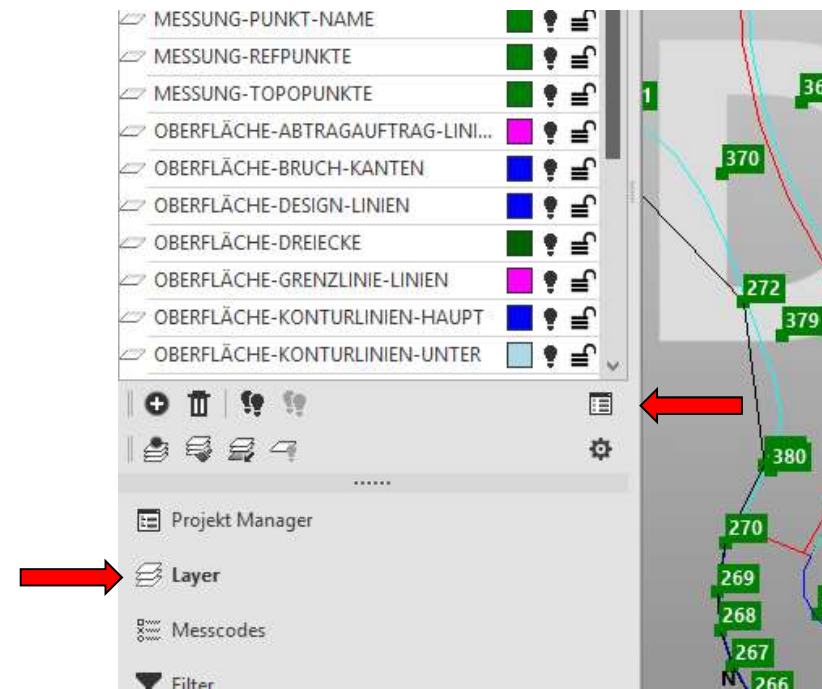 MESSUNG-PUNKT-NAME
MESSUNG-REFPUNKTE
MESSUNG-TOPOPUNKTE
OBERFLÄCHE-ABTRAGAUFTRAG-LINI...
OBERFLÄCHE-BRUCH-KANTEN
OBERFLÄCHE-DESIGN-LINIEN
OBERFLÄCHE-DREIECKE
OBERFLÄCHE-GRENZLINIE-LINIEN
OBERFLÄCHE-KONTURLINIEN-HAUPT
OBERFLÄCHE-KONTURLINIEN-UNTER
Projekt Manager
Layer
Messcodes
Filter
1
36
370
272
379
380
270
269
268
267
N
266